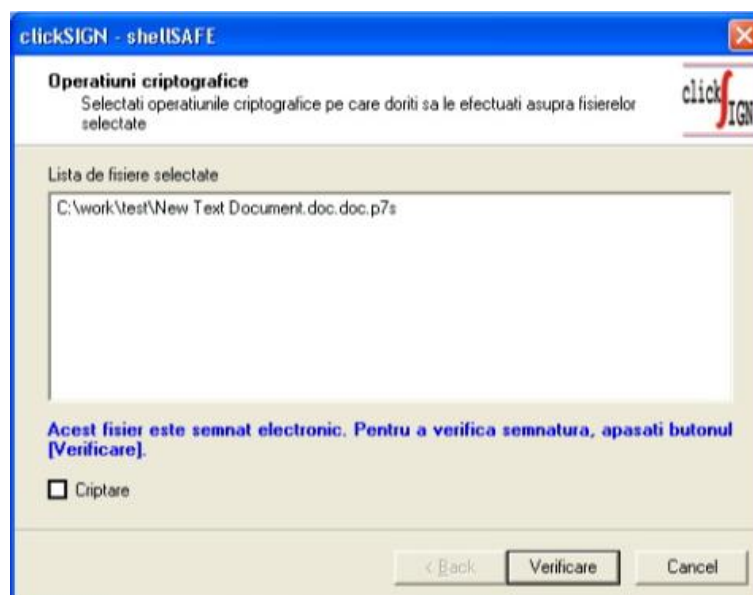 clickSIGN - shellSAFE
Operatiuni criptografice
Selectati operatiunile criptografice pe care doriti sa le efectuati asupra fisierelor
selectate
click
SIGN
Lista de fisiere selectate
C:\work\test\New Text Document.doc.doc.p7s
Acest fisier este semnat electronic. Pentru a verifica semnatura, apasati butonul
[Verificare].
Criptare
< Back
Verificare
Cancel